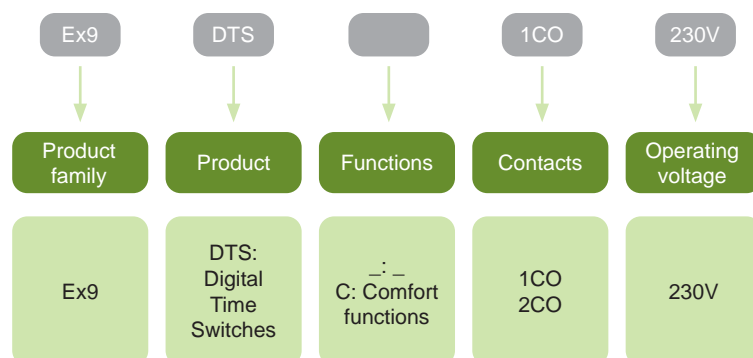 Ex9 DTS 1CO 230V
Product family Product Functions Contacts Operating voltage
Ex9
DTS:
Digital
Time
Switches
_: _
C: Comfort
functions
1CO
2CO
230V